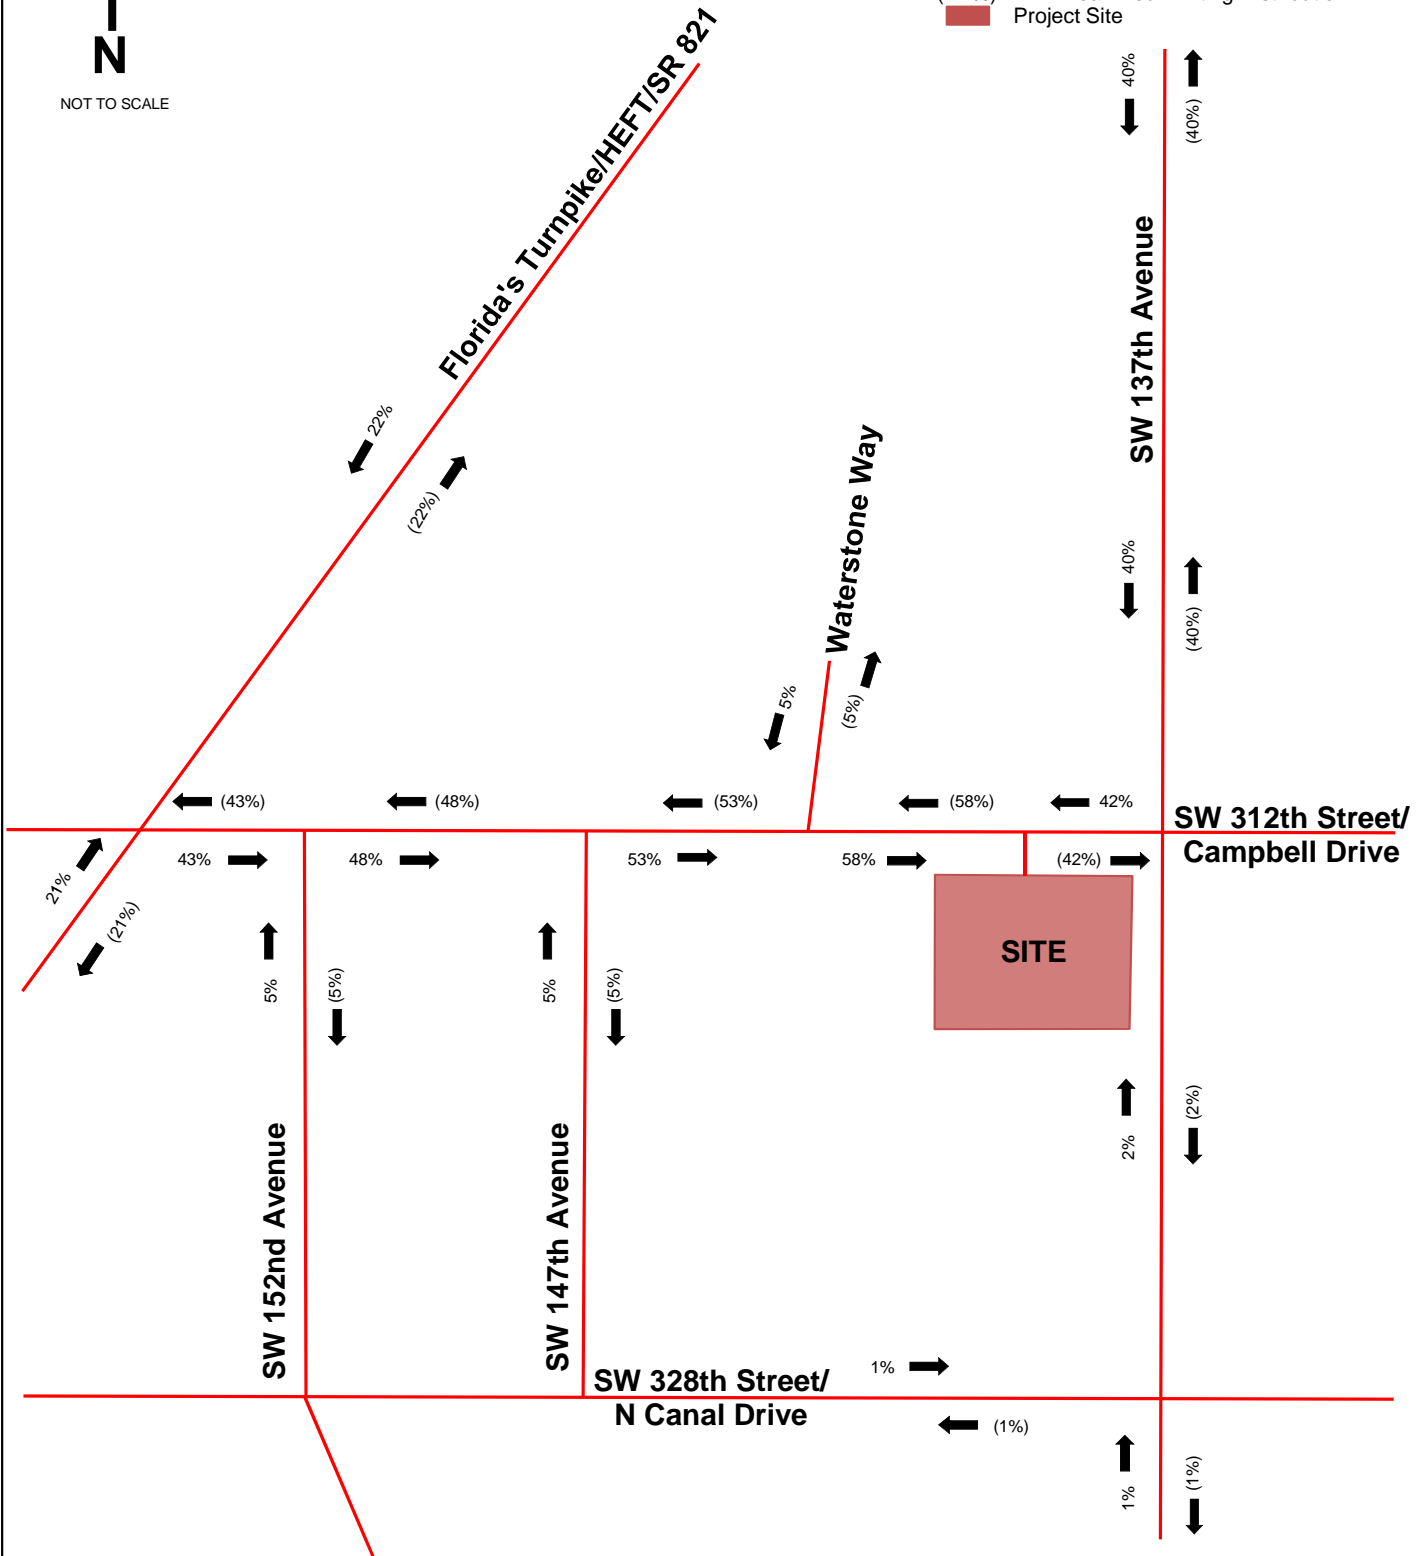 Project Site
N
NOT TO SCALE
Florida's Turnpike/HEFT/SR 821
40%
(40%)
SW 137th Avenue
22%
(22%)
Waterstone Way
40%
(40%)
5%
(5%)
(43%)
(48%)
(53%)
(58%)
42%
SW 312th Street/
Campbell Drive
43%
48%
53%
58%
(42%)
21%
(21%)
SITE
5%
(5%)
5%
(5%)
2%
(2%)
SW 152nd Avenue
SW 147th Avenue
1%
SW 328th Street/
N Canal Drive
(1%)
1%
(1%)